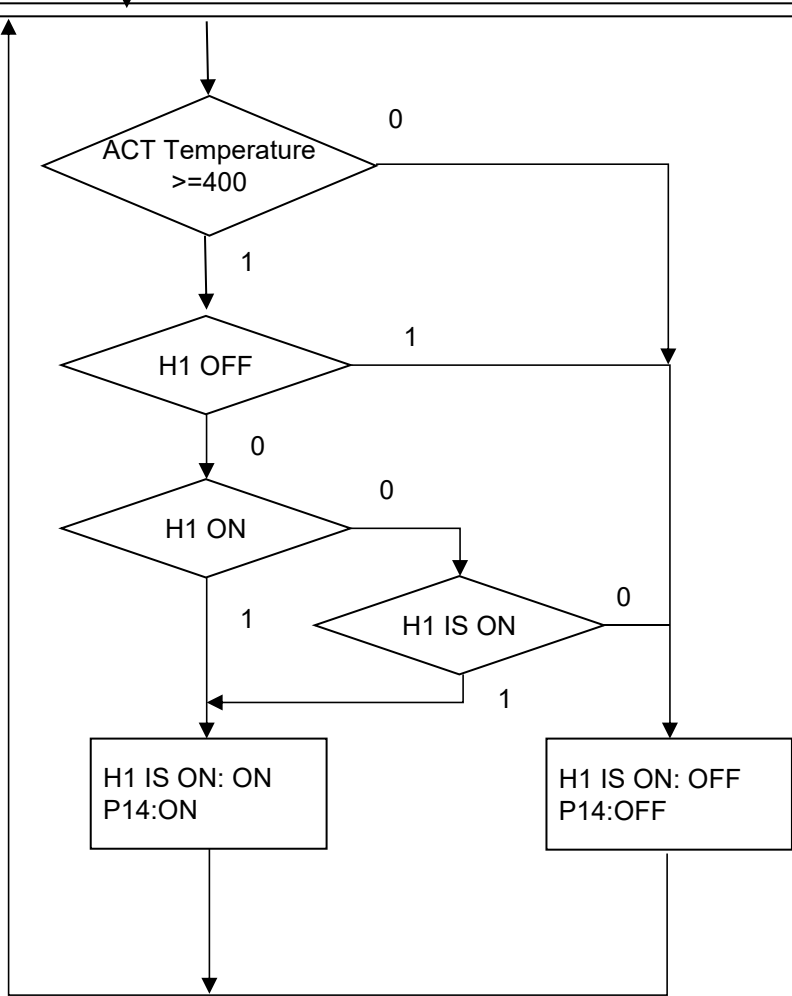 0
ACT Temperature
>=400
1
1
H1 OFF
0
0
H1 ON
0
1
H1 IS ON
1
H1 IS ON: ON
P14:ON
H1 IS ON: OFF
P14:OFF